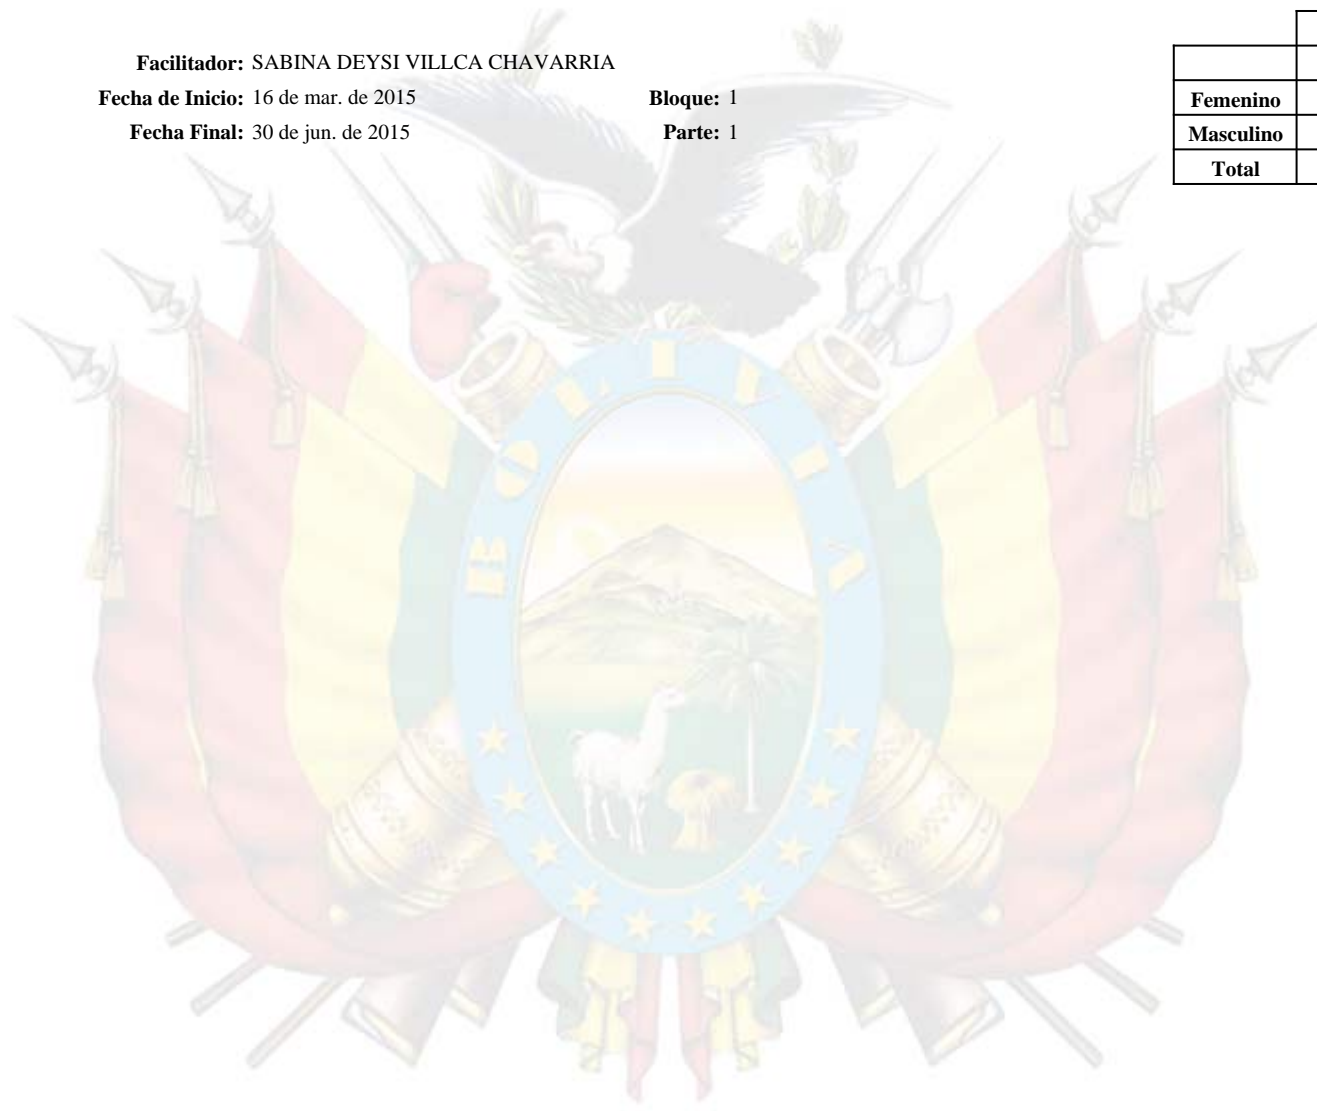 Facilitador: SABINA DEYSI VILLCA CHAVARRIA
Fecha de Inicio: 16 de mar. de 2015 Bloque: 1
Fecha Final: 30 de jun. de 2015 Parte: 1
Femenino
Masculino
Total
BOLIVIA